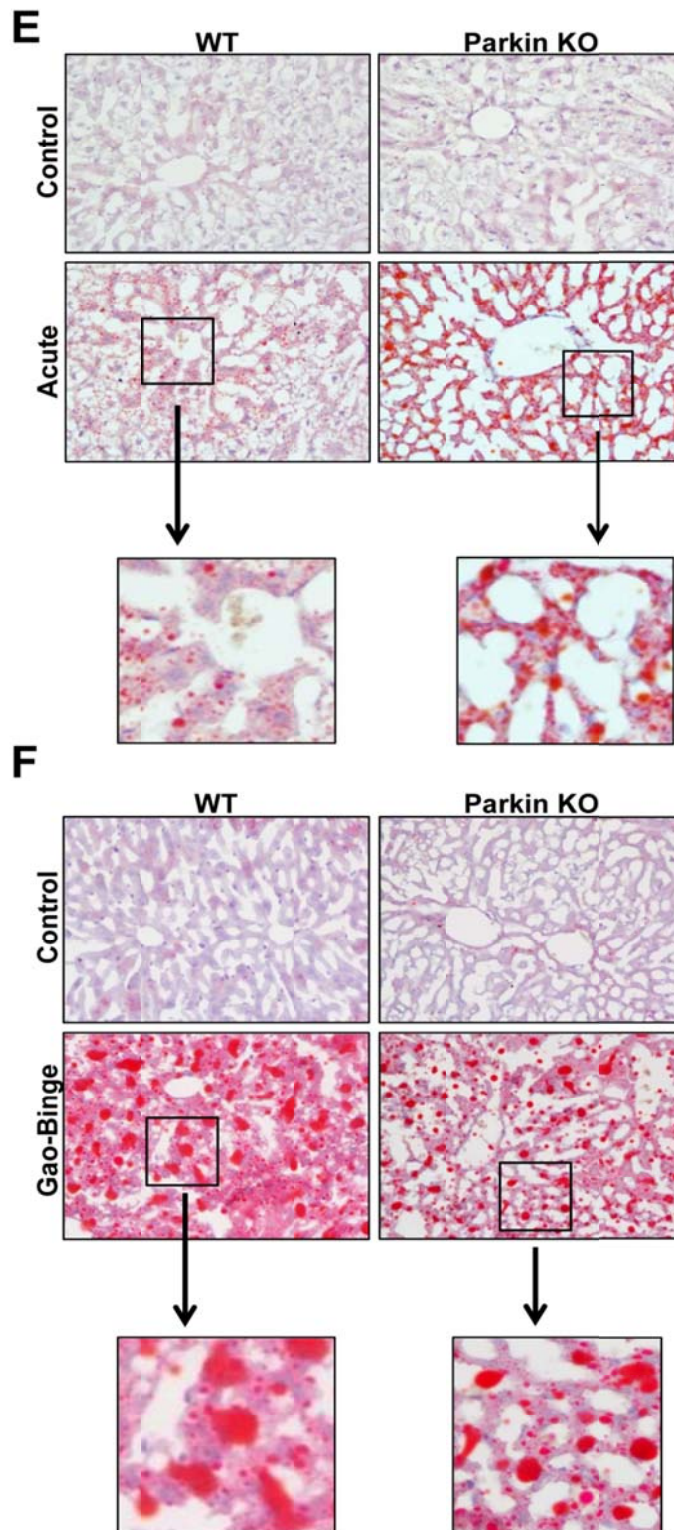 E
WT Parkin KO
Control
Acute
F
WT Parkin KO
Control
Gao-Binge